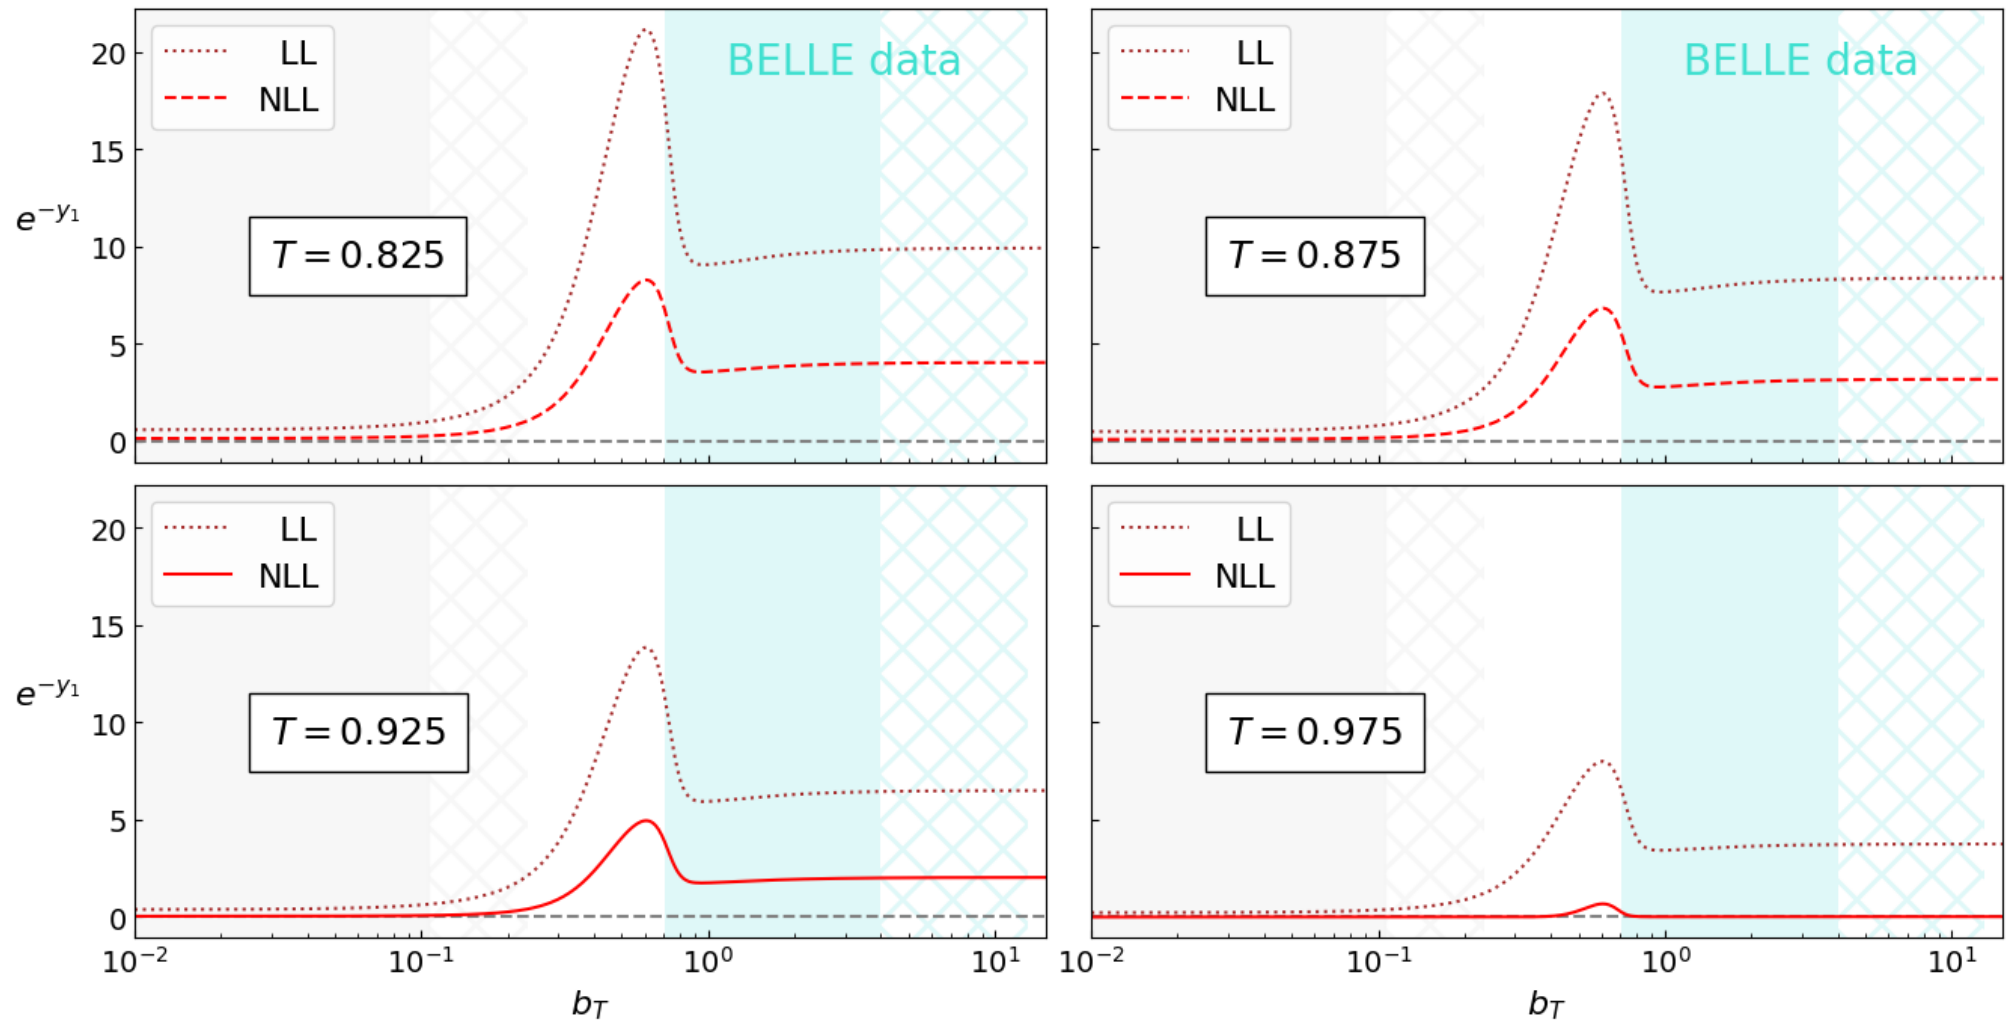 LL
NLL
BELLE data
T = 0.825
e^{-y_1}
20
15
10
5
0
LL
NLL
BELLE data
T = 0.875
LL
NLL
T = 0.925
e^{-y_1}
20
15
10
5
0
10^{-2}
10^{-1}
10^{0}
10^{1}
b_T
LL
NLL
T = 0.975
10^{-2}
10^{-1}
10^{0}
10^{1}
b_T